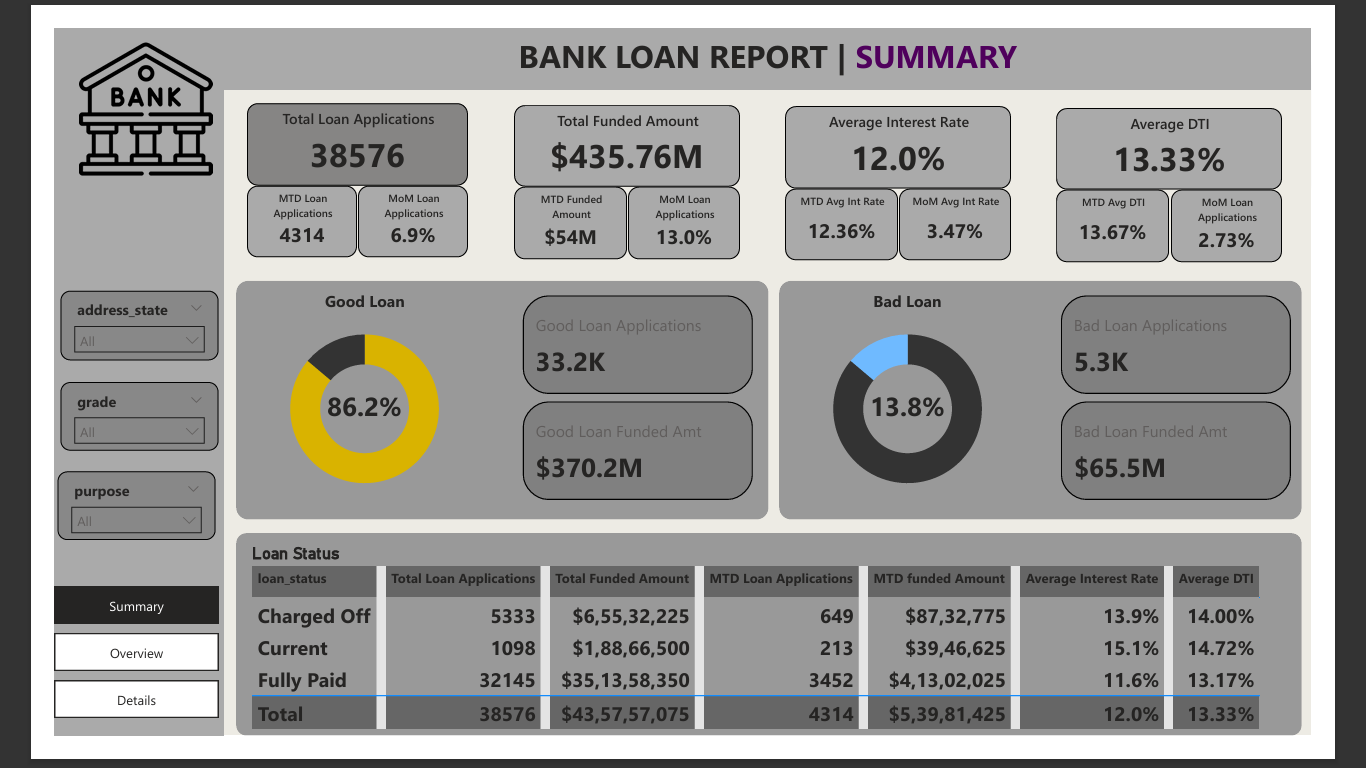 BANK LOAN REPORT | SUMMARY
BANK
Total Loan Applications
38576
MTD Loan
Applications
4314
MoM Loan
Applications
6.9%
Total Funded Amount
$435.76M
MTD Funded
Amount
$54M
MoM Loan
Applications
13.0%
Average Interest Rate
12.0%
MTD Avg Int Rate
12.36%
MoM Avg Int Rate
3.47%
Average DTI
13.33%
MTD Avg DTI
13.67%
MoM Loan
Applications
2.73%
address_state
All
grade
All
purpose
All
Summary
Overview
Details
Good Loan
86.2%
Good Loan Applications
33.2K
Good Loan Funded Amt
$370.2M
Bad Loan
13.8%
Bad Loan Applications
5.3K
Bad Loan Funded Amt
$65.5M
Loan Status
loan_status Total Loan Applications Total Funded Amount MTD Loan Applications MTD funded Amount Average Interest Rate Average DTI
Charged Off 5333 $6,55,32,225 649 $87,32,775 13.9% 14.00%
Current 1098 $1,88,66,500 213 $39,46,625 15.1% 14.72%
Fully Paid 32145 $35,13,58,350 3452 $4,13,02,025 11.6% 13.17%
Total 38576 $43,57,57,075 4314 $5,39,81,425 12.0% 13.33%